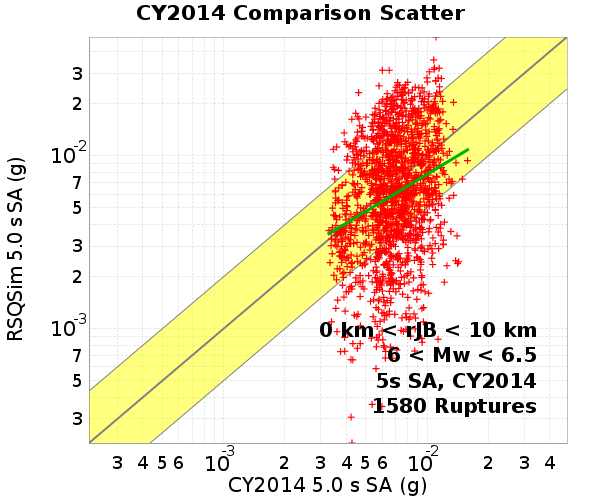 CY2014 Comparison Scatter
RSQSim 5.0 s SA (g)
3
2
10⁻²
7
5
3
2
10⁻³
7
5
3
0 km < rJB < 10 km
6 < Mw < 6.5
5s SA, CY2014
1580 Ruptures
3 4 5 6 10⁻³ 2 3 4 5 6 10⁻² 2 3 4
CY2014 5.0 s SA (g)